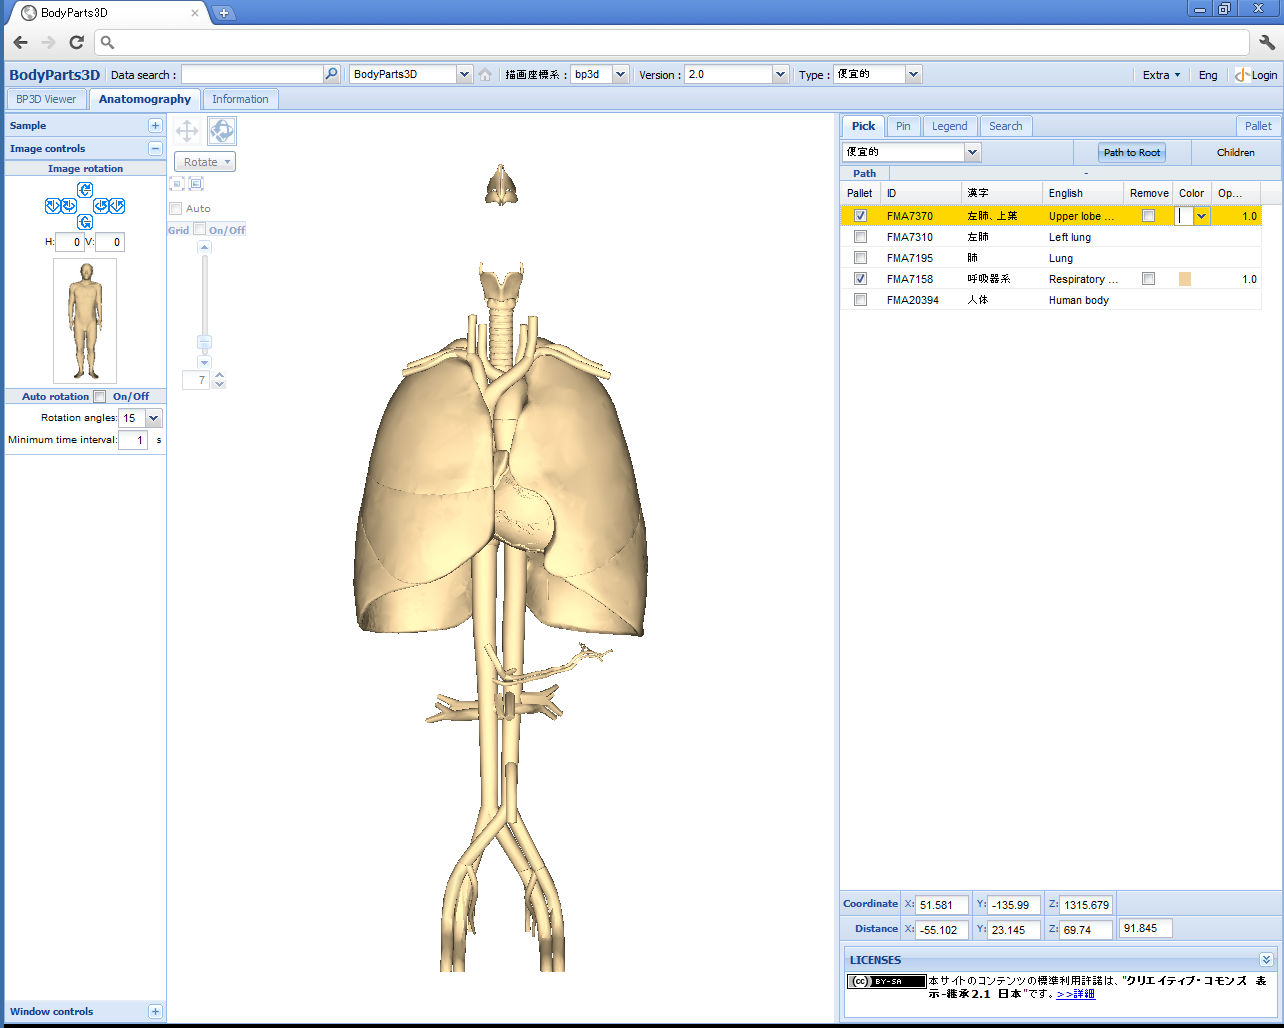 BodyParts3D
BodyParts3D Data search : BodyParts3D 描画座標系 : bp3d Version : 2.0 Type : 便宜的 Extra Eng Login
BP3D Viewer Anatomography Information
Sample
Image controls
Image rotation
H: 0 V: 0
Auto rotation On/Off
Rotation angles: 15
Minimum time interval: 1 s
Window controls
Rotate
Auto
Grid On/Off
7
Pick Pin Legend Search Pallet
便宜的 Path to Root Children
Path -
Pallet ID 漢字 English Remove Color Op...
FMA7370 左肺、上葉 Upper lobe ... 1.0
FMA7310 左肺 Left lung
FMA7195 肺 Lung
FMA7158 呼吸器系 Respiratory ... 1.0
FMA20394 人体 Human body
Coordinate X: 51.581 Y: -135.99 Z: 1315.679
Distance X: -55.102 Y: 23.145 Z: 69.74 91.845
LICENSES
(cc) BY-SA 本サイトのコンテンツの標準利用許諾は、"クリエイティブ・コモンズ 表
示-継承2.1 日本"です。>>詳細